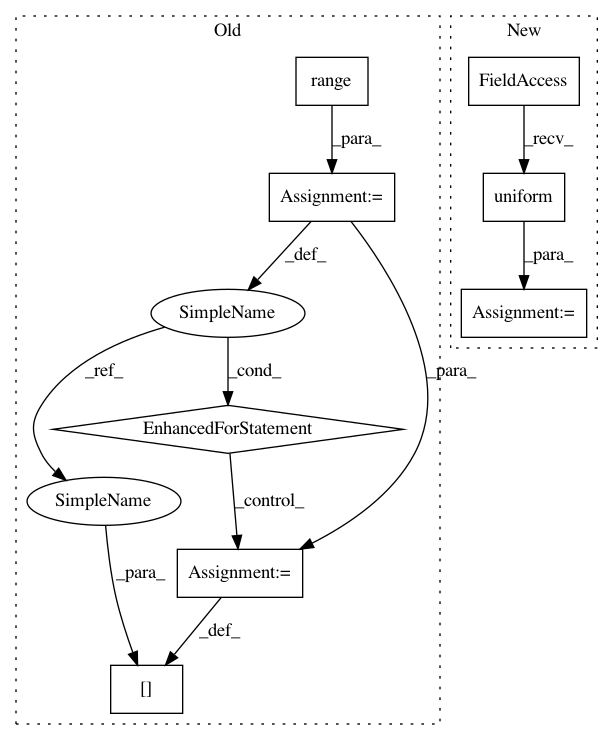 Old
New
range
FieldAccess
_para_
_recv_
Assignment:=
uniform
_def_
_para_
SimpleName
Assignment:=
_ref_
_cond_
_para_
EnhancedForStatement
SimpleName
_control_
_para_
Assignment:=
_def_
[]